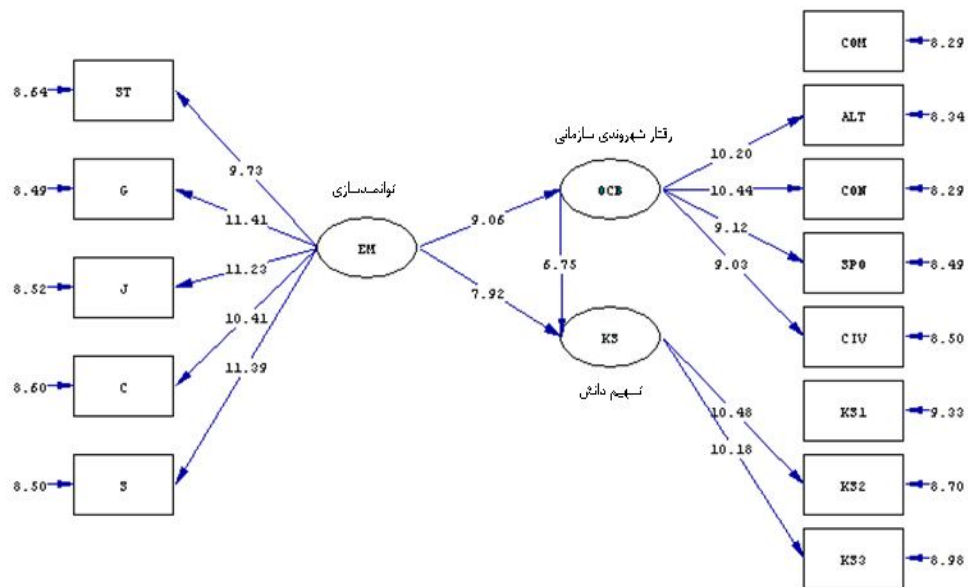 COM
8.29
8.64
ST
رفتار شهروندی سازمانی
ALT
8.34
10.20
9.73
8.49
G
توانمندسازی
OCB
10.44
CON
8.29
11.41
9.06
9.12
EM
SPO
8.49
8.52
J
11.23
6.75
9.03
7.92
10.41
KS
CIV
8.50
11.39
8.60
C
تسهیم دانش
KS1
9.33
10.48
10.18
8.50
S
KS2
8.70
KS3
8.98